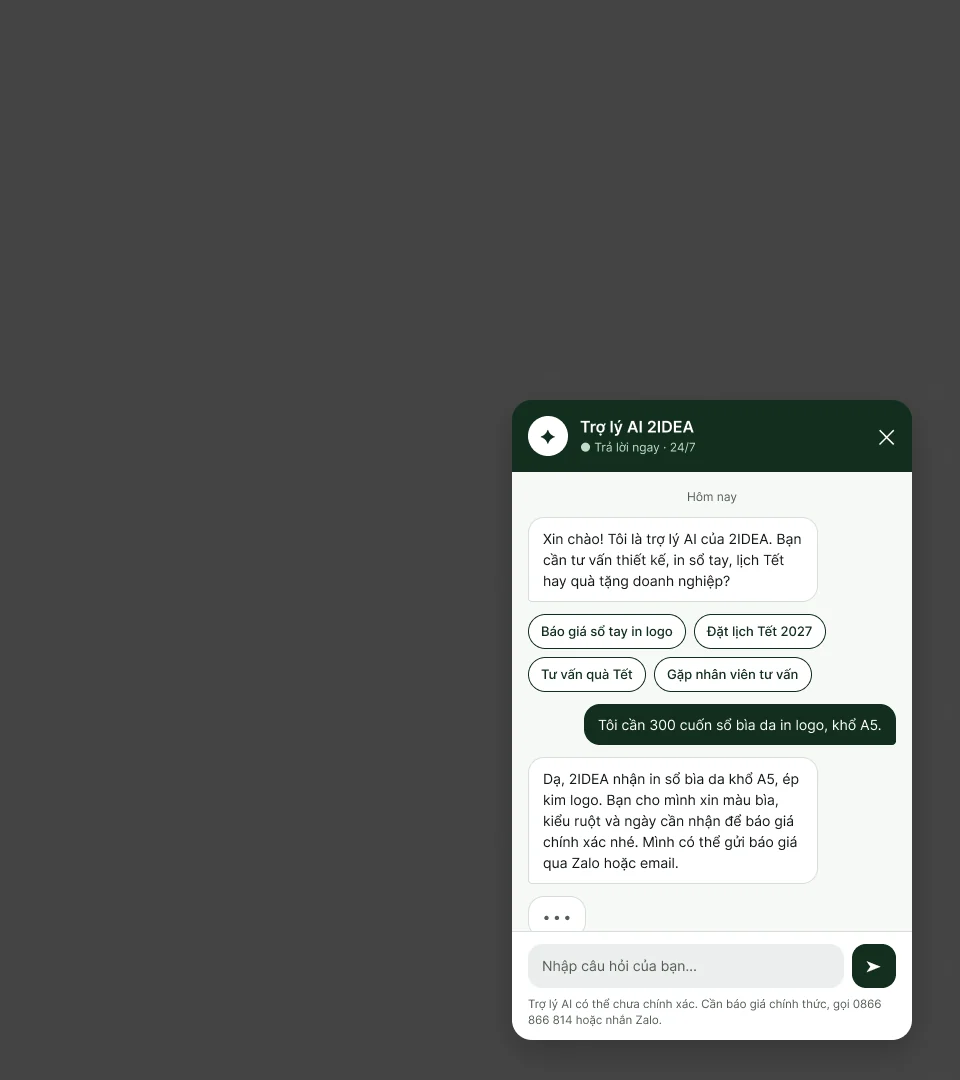 Trợ lý AI 2IDEA
Trả lời ngay · 24/7
Hôm nay
Xin chào! Tôi là trợ lý AI của 2IDEA. Bạn
cần tư vấn thiết kế, in sổ tay, lịch Tết
hay quà tặng doanh nghiệp?
Báo giá sổ tay in logo
Đặt lịch Tết 2027
Tư vấn quà Tết
Gặp nhân viên tư vấn
Tôi cần 300 cuốn sổ bìa da in logo, khổ A5.
Dạ, 2IDEA nhận in sổ bìa da khổ A5, ép
kim logo. Bạn cho mình xin màu bìa,
kiểu ruột và ngày cần nhận để báo giá
chính xác nhé. Mình có thể gửi báo giá
qua Zalo hoặc email.
Nhập câu hỏi của bạn...
Trợ lý AI có thể chưa chính xác. Cần báo giá chính thức, gọi 0866
866 814 hoặc nhắn Zalo.